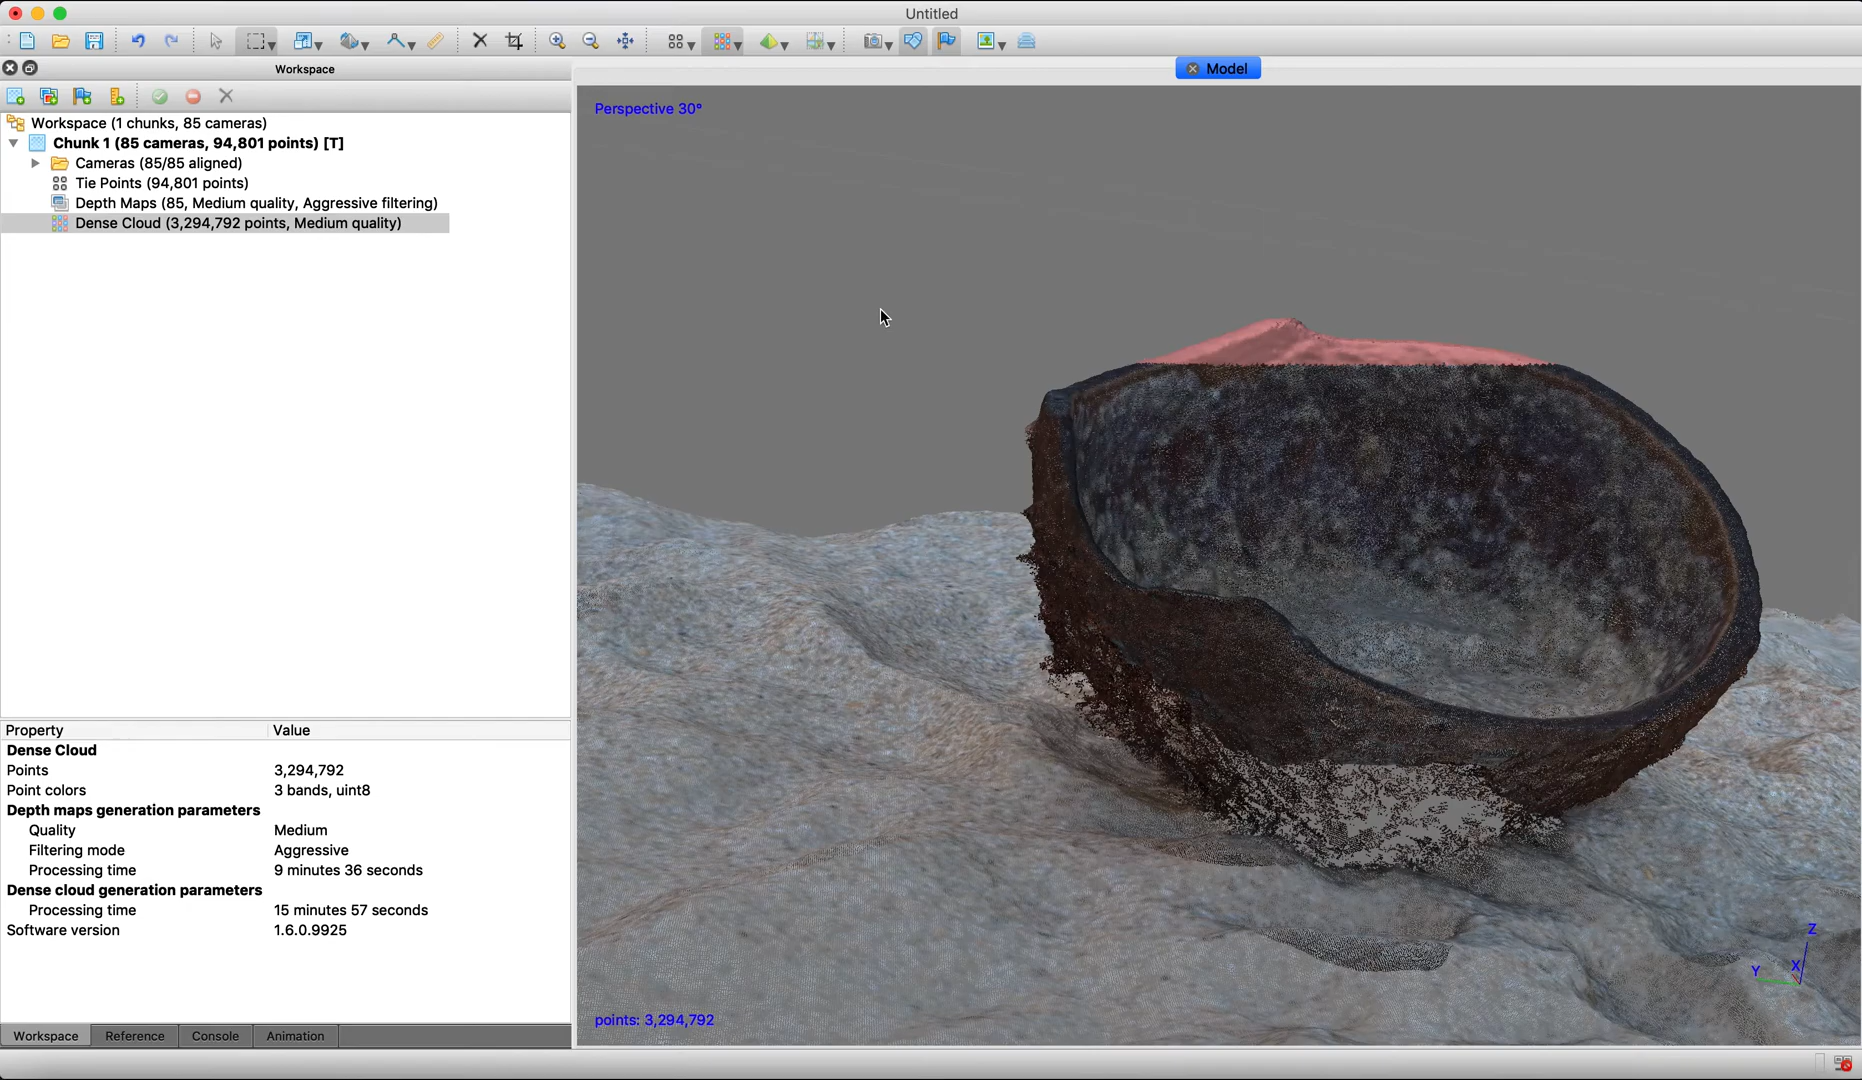 Untitled
Workspace
Model
Workspace (1 chunks, 85 cameras)
Chunk 1 (85 cameras, 94,801 points) [T]
Cameras (85/85 aligned)
Tie Points (94,801 points)
Depth Maps (85, Medium quality, Aggressive filtering)
Dense Cloud (3,294,792 points, Medium quality)
Perspective 30°
Property Value
Dense Cloud
Points 3,294,792
Point colors 3 bands, uint8
Depth maps generation parameters
Quality Medium
Filtering mode Aggressive
Processing time 9 minutes 36 seconds
Dense cloud generation parameters
Processing time 15 minutes 57 seconds
Software version 1.6.0.9925
Z
Y X
points: 3,294,792
Workspace Reference Console Animation